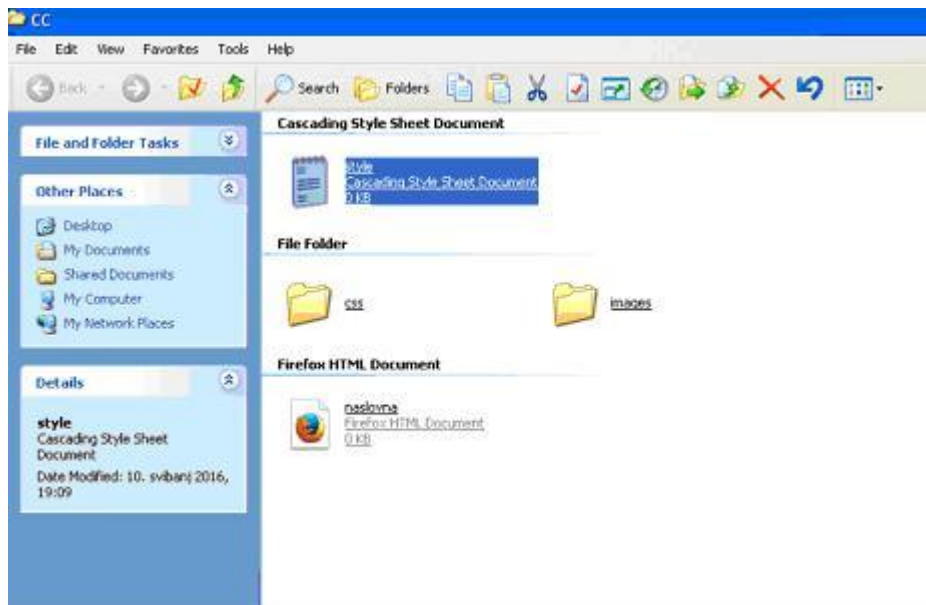 CC
File Edit View Favorites Tools Help
Back Search Folders
File and Folder Tasks
Other Places
Desktop
My Documents
Shared Documents
My Computer
My Network Places
Details
style
Cascading Style Sheet
Document
Date Modified: 10. svibanj 2016,
19:09
Cascading Style Sheet Document
style
Cascading Style Sheet Document
0 KB
File Folder
css
images
Firefox HTML Document
naslovna
Firefox HTML Document
0 KB